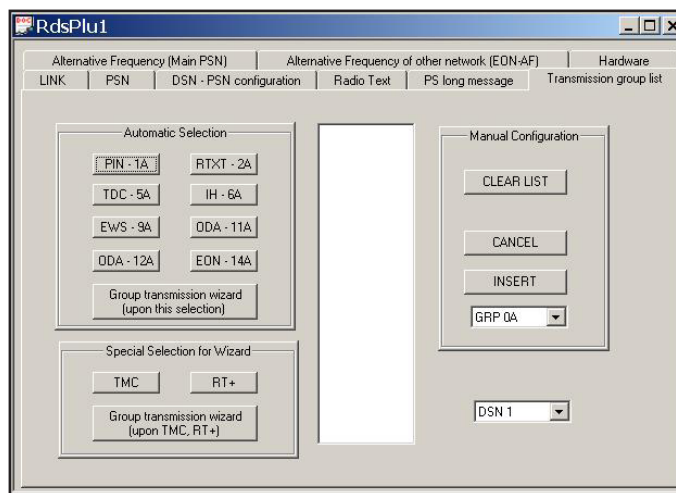 RdsPlu1
Alternative Frequency (Main PSN)
Alternative Frequency of other network (EON-AF)
Hardware
LINK
PSN
DSN - PSN configuration
Radio Text
PS long message
Transmission group list
Automatic Selection
PIN - 1A
RTXT - 2A
TDC - 5A
IH - 6A
EWS - 9A
ODA - 11A
ODA - 12A
EON - 14A
Group transmission wizard
(upon this selection)
Special Selection for Wizard
TMC
RT+
Group transmission wizard
(upon TMC, RT+)
Manual Configuration
CLEAR LIST
CANCEL
INSERT
GRP 0A
DSN 1